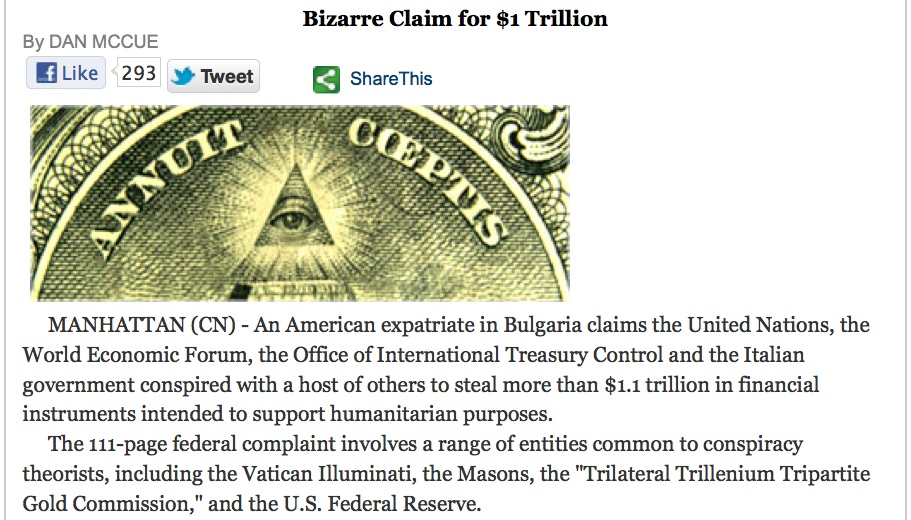 Bizarre Claim for $1 Trillion
By DAN MCCUE
f Like 293 Tweet ShareThis
ANNUIT CŒPTIS
MANHATTAN (CN) - An American expatriate in Bulgaria claims the United Nations, the
World Economic Forum, the Office of International Treasury Control and the Italian
government conspired with a host of others to steal more than $1.1 trillion in financial
instruments intended to support humanitarian purposes.
The 111-page federal complaint involves a range of entities common to conspiracy
theorists, including the Vatican Illuminati, the Masons, the "Trilateral Trillenium Tripartite
Gold Commission," and the U.S. Federal Reserve.